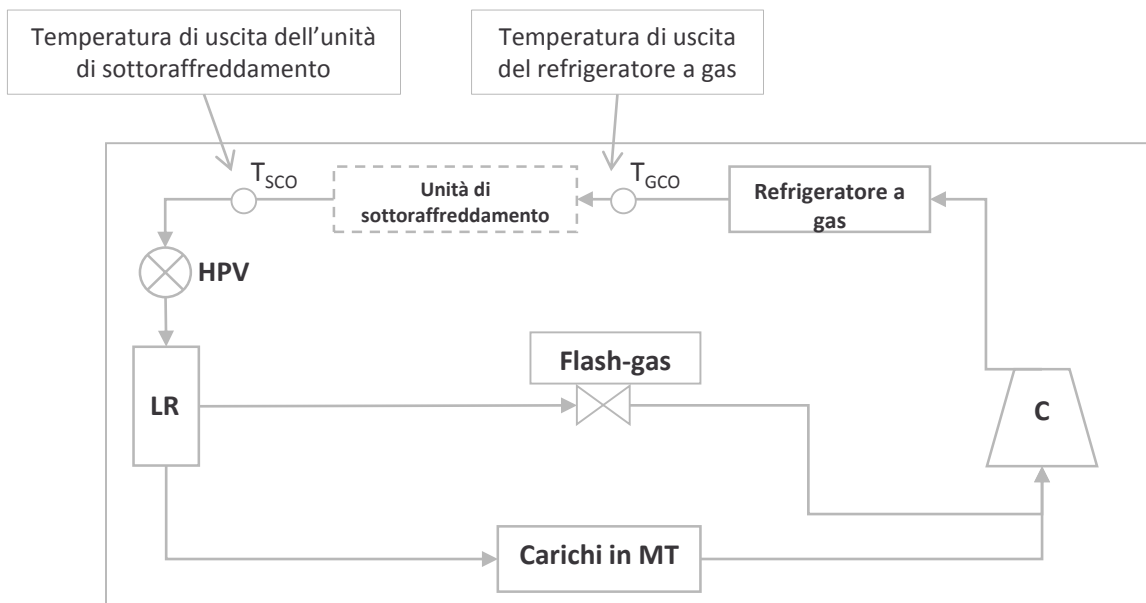 Temperatura di uscita dell’unità
di sottoraffreddamento
Temperatura di uscita
del refrigeratore a gas
TSCO
Unità di
sottoraffreddamento
TGCO
Refrigeratore a
gas
HPV
LR
Flash-gas
C
Carichi in MT